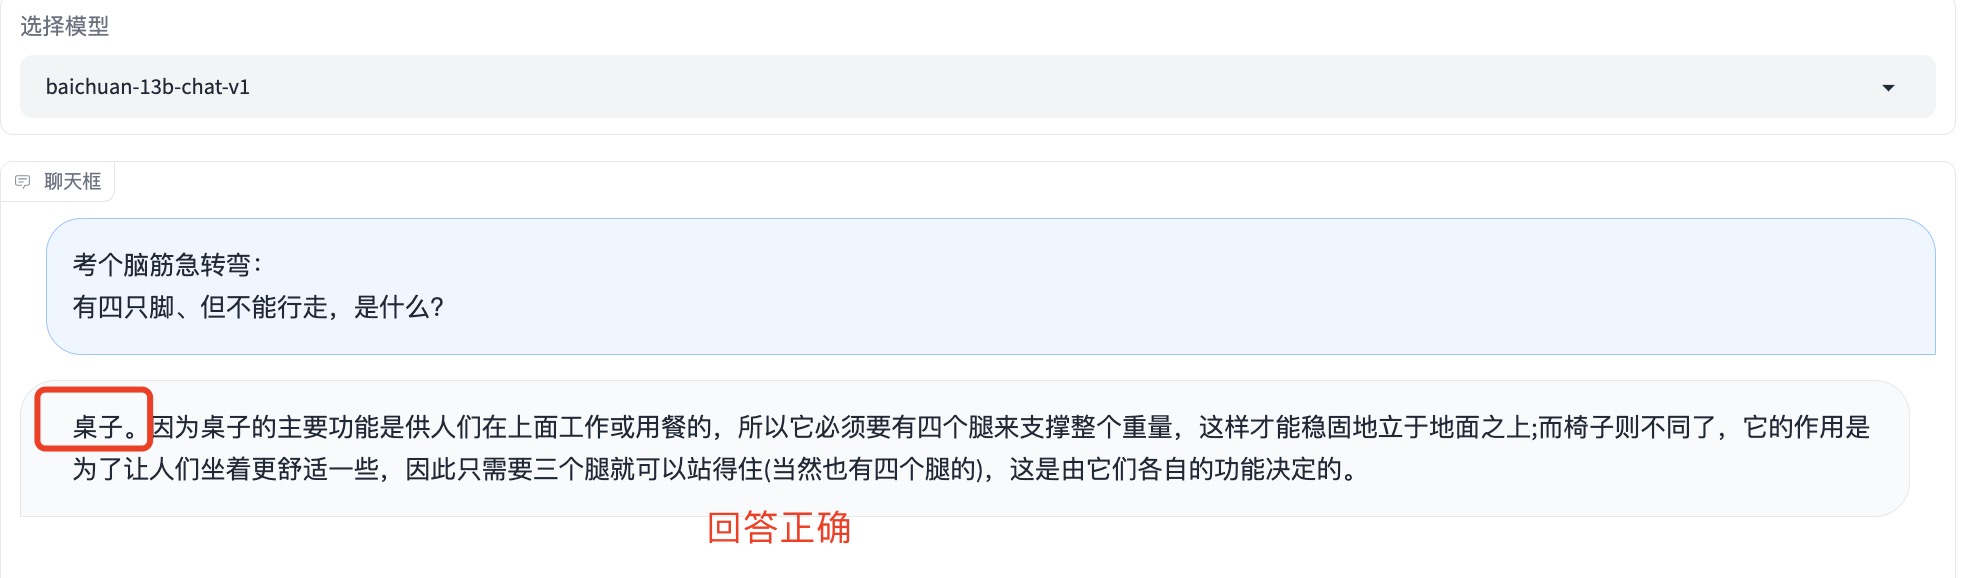 选择模型
baichuan-13b-chat-v1
聊天框
考个脑筋急转弯：
有四只脚、但不能行走，是什么？
桌子。因为桌子的主要功能是供人们在上面工作或用餐的，所以它必须要有四个腿来支撑整个重量，这样才能稳固地立于地面之上;而椅子则不同了，它的作用是
为了让人们坐着更舒适一些，因此只需要三个腿就可以站得住(当然也有四个腿的)，这是由它们各自的功能决定的。
回答正确